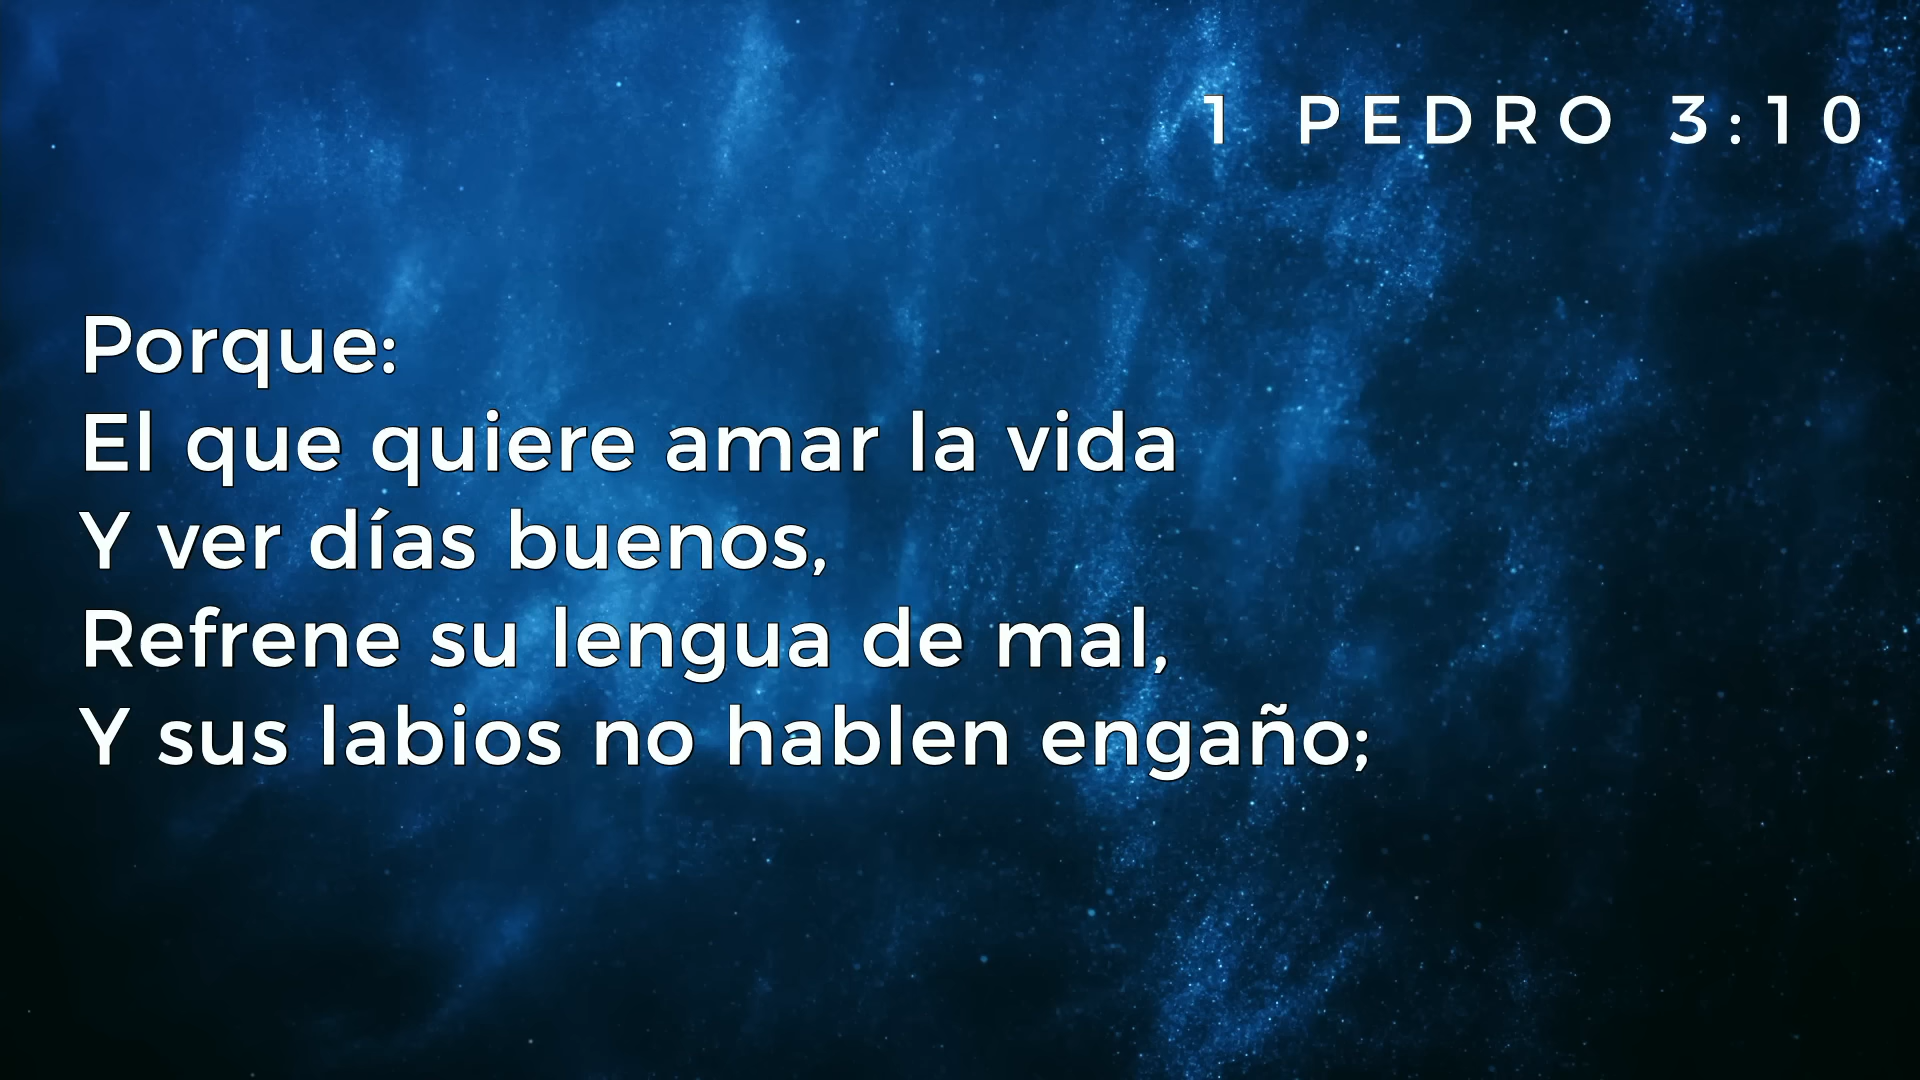 1 PEDRO 3:10
Porque:
El que quiere amar la vida
Y ver días buenos,
Refrene su lengua de mal,
Y sus labios no hablen engaño;